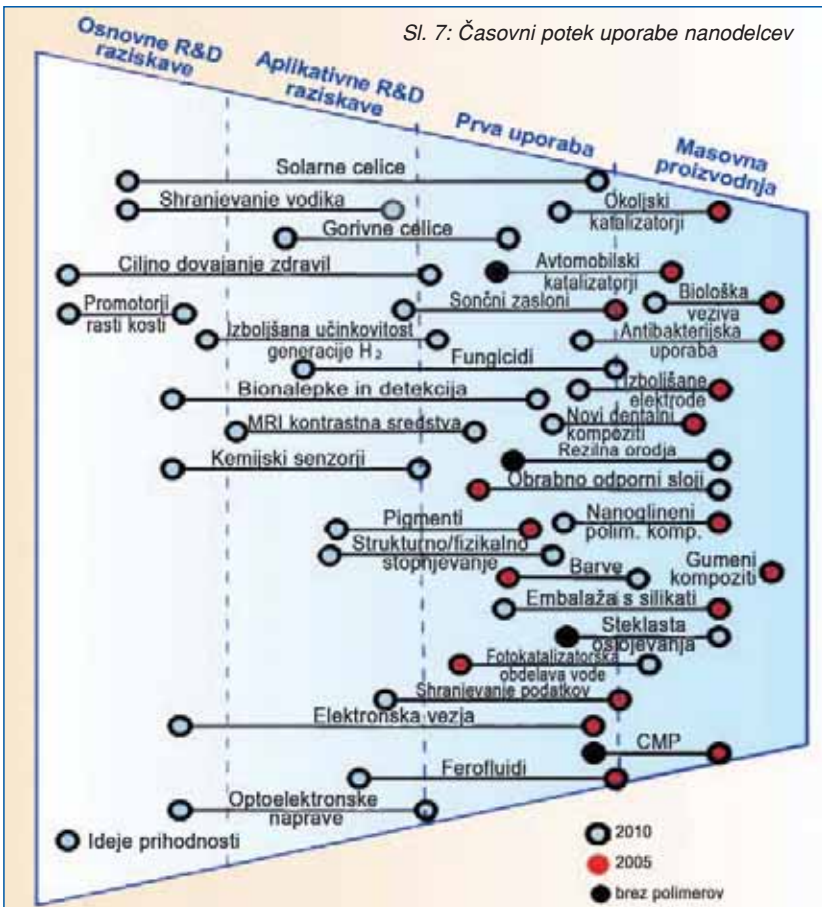 Sl. 7: Časovni potek uporabe nanodelcev
Osnovne R&D
raziskave
Aplikativne R&D
raziskave
Prva uporaba
Masovna
proizvodnja
Solarne celice
Shranjevanje vodika
Okoljski
katalizatorji
Gorivne celice
Ciljno dovajanje zdravil
Avtomobilski
katalizatorji
Promotorji
rasti kosti
Sončni zasloni
Biološka
veziva
Izboljšana učinkovitost
generacije H₂
Antibakterijska
uporaba
Fungicidi
Bionalepke in detekcija
Izboljšane
elektrode
MRI kontrastna sredstva
Novi dentalni
kompoziti
Kemijski senzorji
Rezilna orodja
Obrabno odporni sloji
Pigmenti
Nanoglineni
polim. komp.
Strukturno/fizikalno
stopnjevanje
Barve
Gumeni
kompoziti
Embalaža s silikati
Steklasta
oslojevanja
Fotokatalizatorska
obdelava vode
Shranjevanje podatkov
Elektronska vezja
CMP
Ferofluidi
Optoelektronske
naprave
Ideje prihodnosti
2010
2005
brez polimerov